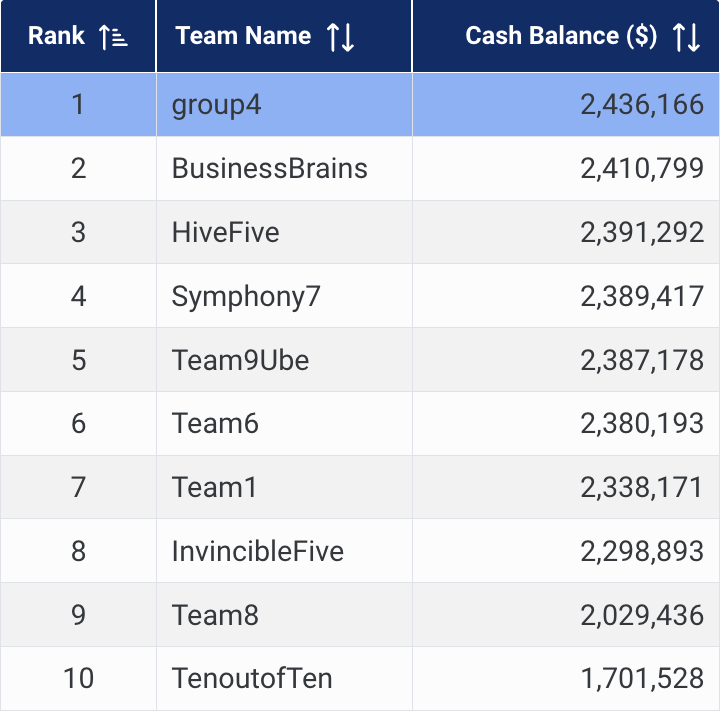 Rank Team Name Cash Balance ($)
1 group4 2,436,166
2 BusinessBrains 2,410,799
3 HiveFive 2,391,292
4 Symphony7 2,389,417
5 Team9Ube 2,387,178
6 Team6 2,380,193
7 Team1 2,338,171
8 InvincibleFive 2,298,893
9 Team8 2,029,436
10 TenoutofTen 1,701,528